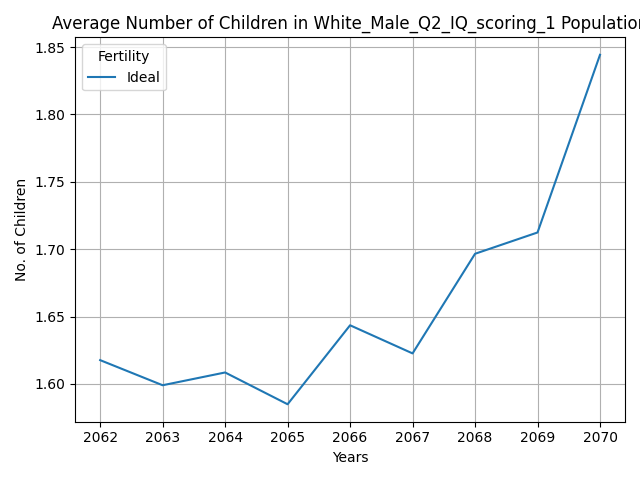 Average Number of Children in White_Male_Q2_IQ_scoring_1 Population
Fertility
Ideal
1.85
1.80
1.75
1.70
1.65
1.60
No. of Children
2062 2063 2064 2065 2066 2067 2068 2069 2070
Years